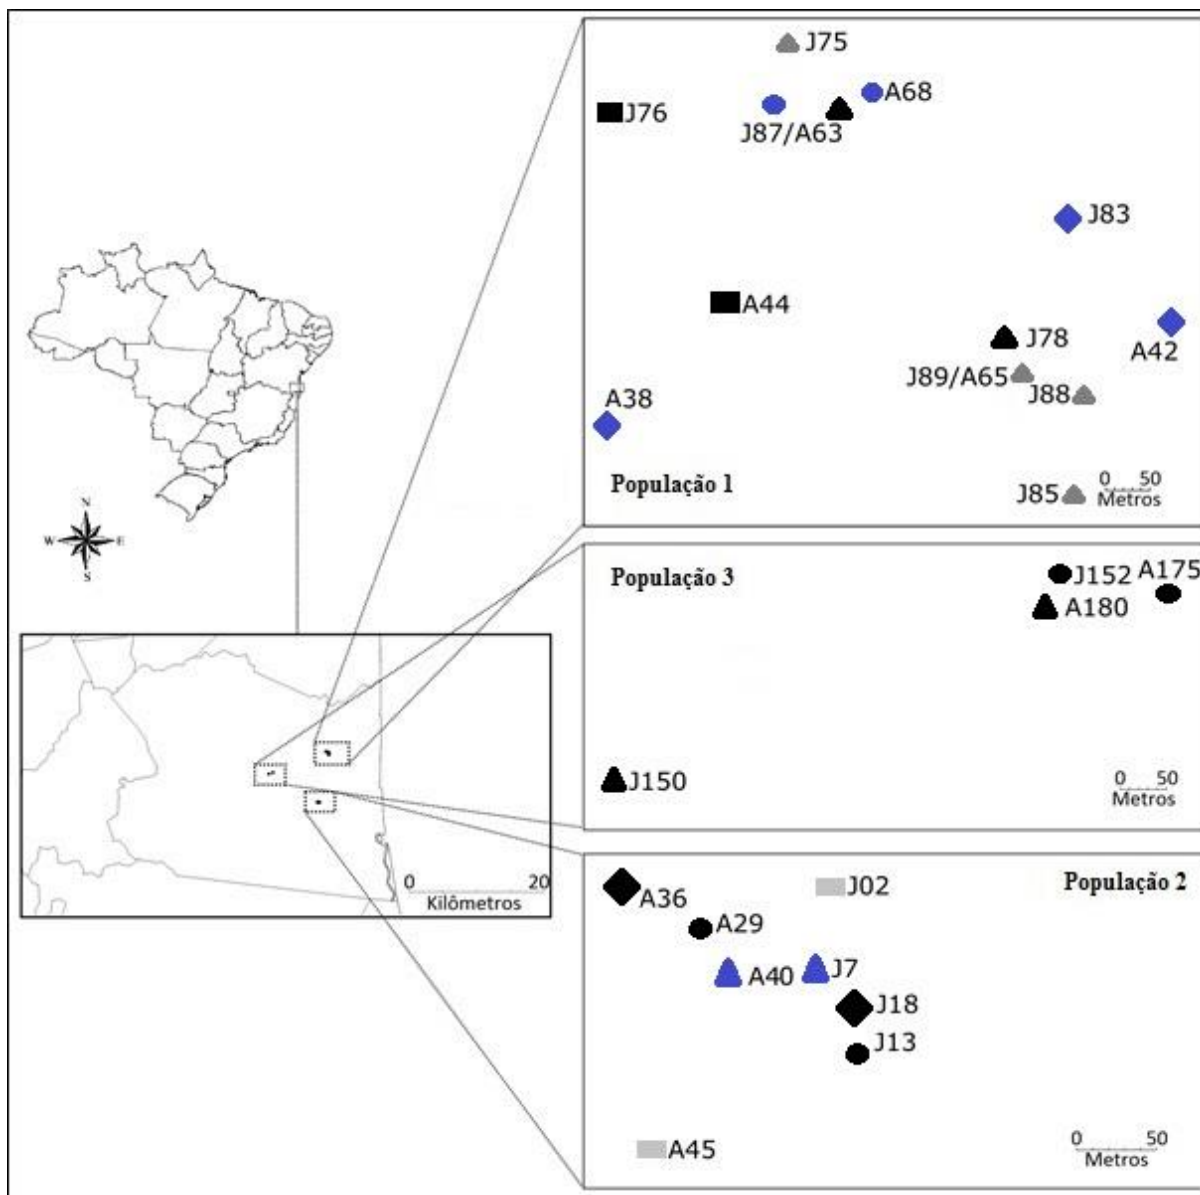 J75
A68
J76
J87/A63
J83
A44
J78
A42
J89/A65
J88
A38
População 1
0 50
Metros
J85
N
W E
S
População 3
J152
A175
A180
J150
0 50
Metros
0 20
Kilômetros
População 2
A36
J02
A29
A40
J7
J18
J13
A45
0 50
Metros